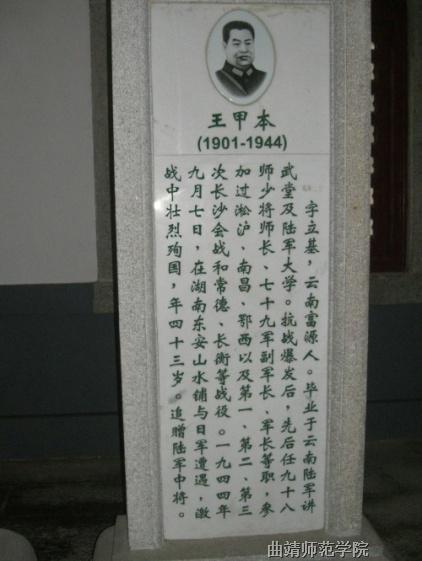 王甲本
(1901-1944)
字立基，云南富源人。毕业于云南陆军讲
武堂及陆军大学。抗战爆发后，先后任九十八
师少将师长、七十九军副军长、军长等职，参
加过淞沪、南昌、鄂西以及第一、第二、第三
次长沙会战和常德、长衡等战役。一九四四年
九月七日，在湖南东安山水铺与日军遭遇，激
战中壮烈殉国，年四十三岁。追赠陆军中将。
曲靖师范学院